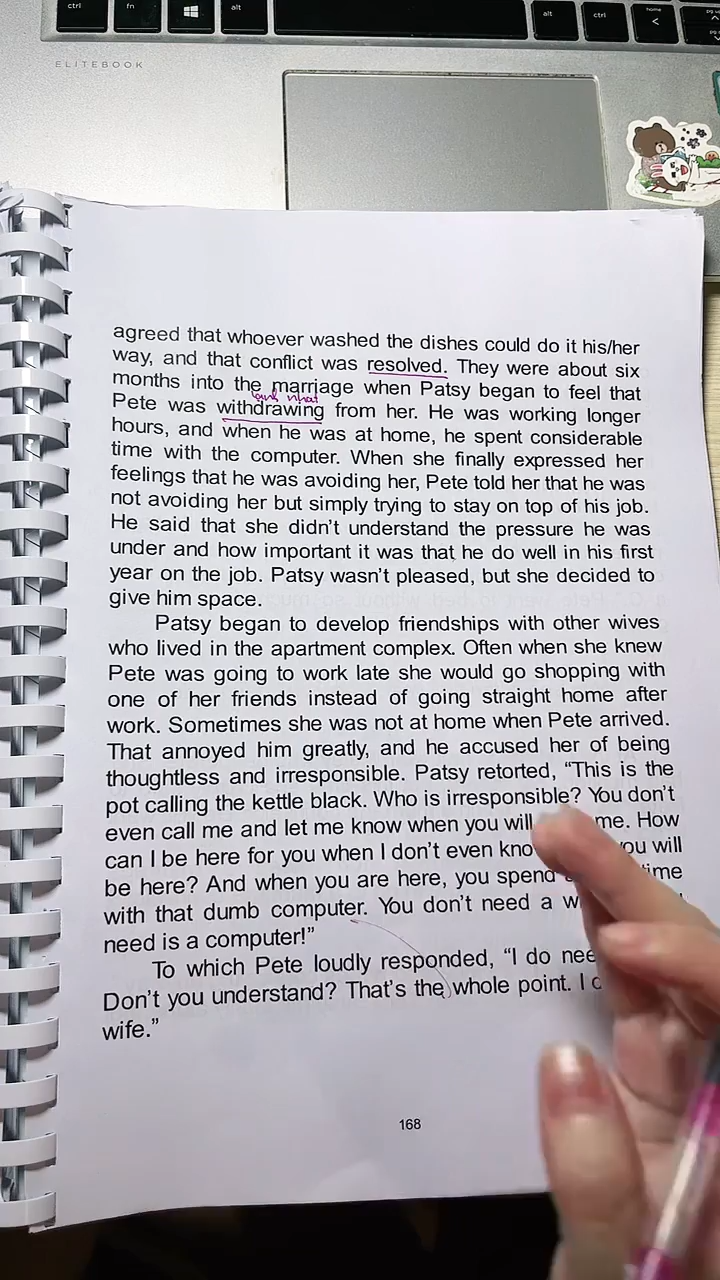 ctrl
fn
alt
alt
ctrl
home
<
ELITEBOOK
agreed that whoever washed the dishes could do it his/her
way, and that conflict was resolved. They were about six
months into the marriage when Patsy began to feel that
Pete was withdrawing from her. He was working longer
hours, and when he was at home, he spent considerable
time with the computer. When she finally expressed her
feelings that he was avoiding her, Pete told her that he was
not avoiding her but simply trying to stay on top of his job.
He said that she didn't understand the pressure he was
under and how important it was that he do well in his first
year on the job. Patsy wasn't pleased, but she decided to
give him space.
Patsy began to develop friendships with other wives
who lived in the apartment complex. Often when she knew
Pete was going to work late she would go shopping with
one of her friends instead of going straight home after
work. Sometimes she was not at home when Pete arrived.
That annoyed him greatly, and he accused her of being
thoughtless and irresponsible. Patsy retorted, “This is the
pot calling the kettle black. Who is irresponsible? You don't
even call me and let me know when you will me. How
can I be here for you when I don't even you will
be here? And when you are here, you spend
with that dumb computer. You don't need a
need is a computer!”
To which Pete loudly responded, “I do
Don't you understand? That's the whole point. I
wife.”
168